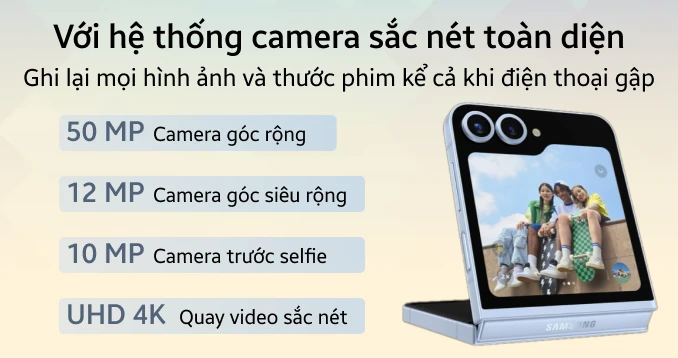 Với hệ thống camera sắc nét toàn diện
Ghi lại mọi hình ảnh và thước phim kể cả khi điện thoại gập
50 MP Camera góc rộng
12 MP Camera góc siêu rộng
10 MP Camera trước selfie
UHD 4K Quay video sắc nét
SAMSUNG